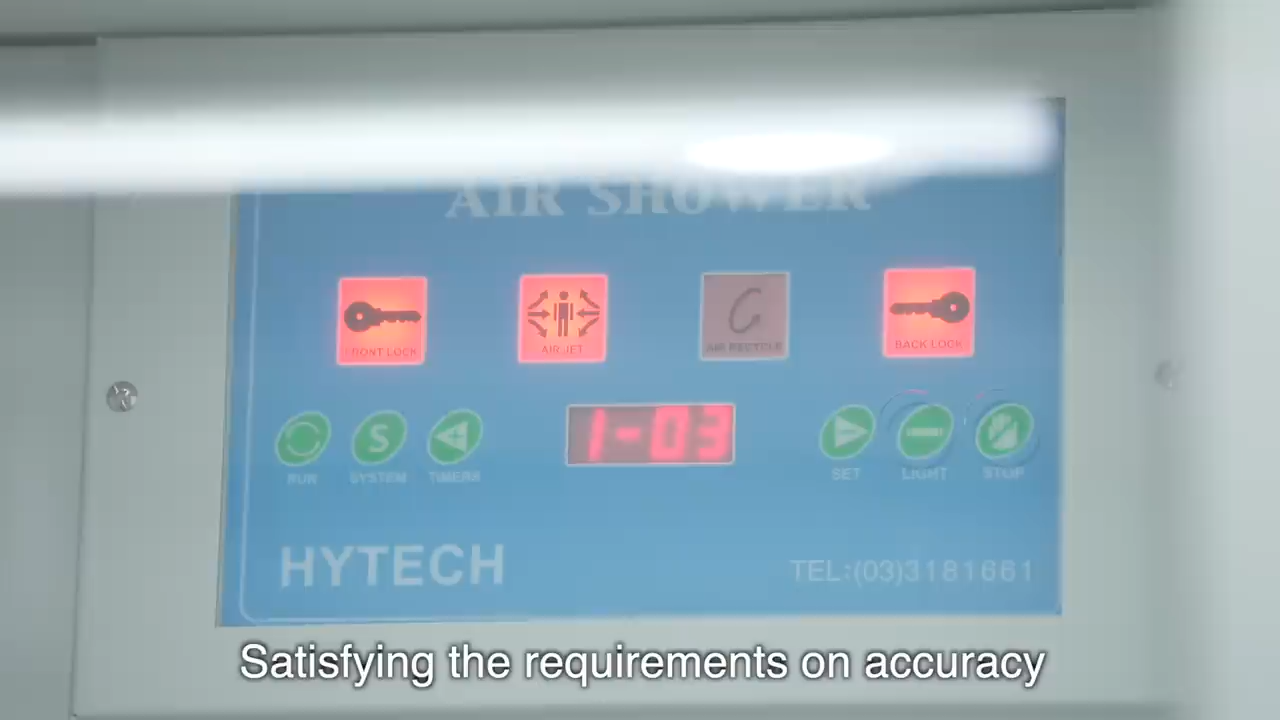 AIR SHOWER
FRONT LOCK
AIR JET
AIR RECYCLE
BACK LOCK
1-03
RUN
S
SYSTEM
TIMERS
SET
LIGHT
STOP
HYTECH
TEL:(03)3181661
Satisfying the requirements on accuracy